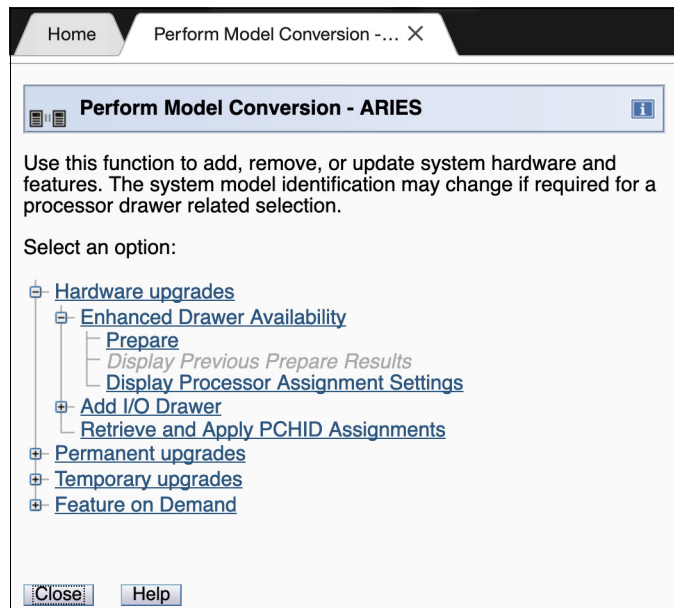 Home
Perform Model Conversion -...
Perform Model Conversion - ARIES
Use this function to add, remove, or update system hardware and
features. The system model identification may change if required for a
processor drawer related selection.
Select an option:
Hardware upgrades
Enhanced Drawer Availability
Prepare
Display Previous Prepare Results
Display Processor Assignment Settings
Add I/O Drawer
Retrieve and Apply PCHID Assignments
Permanent upgrades
Temporary upgrades
Feature on Demand
Close
Help